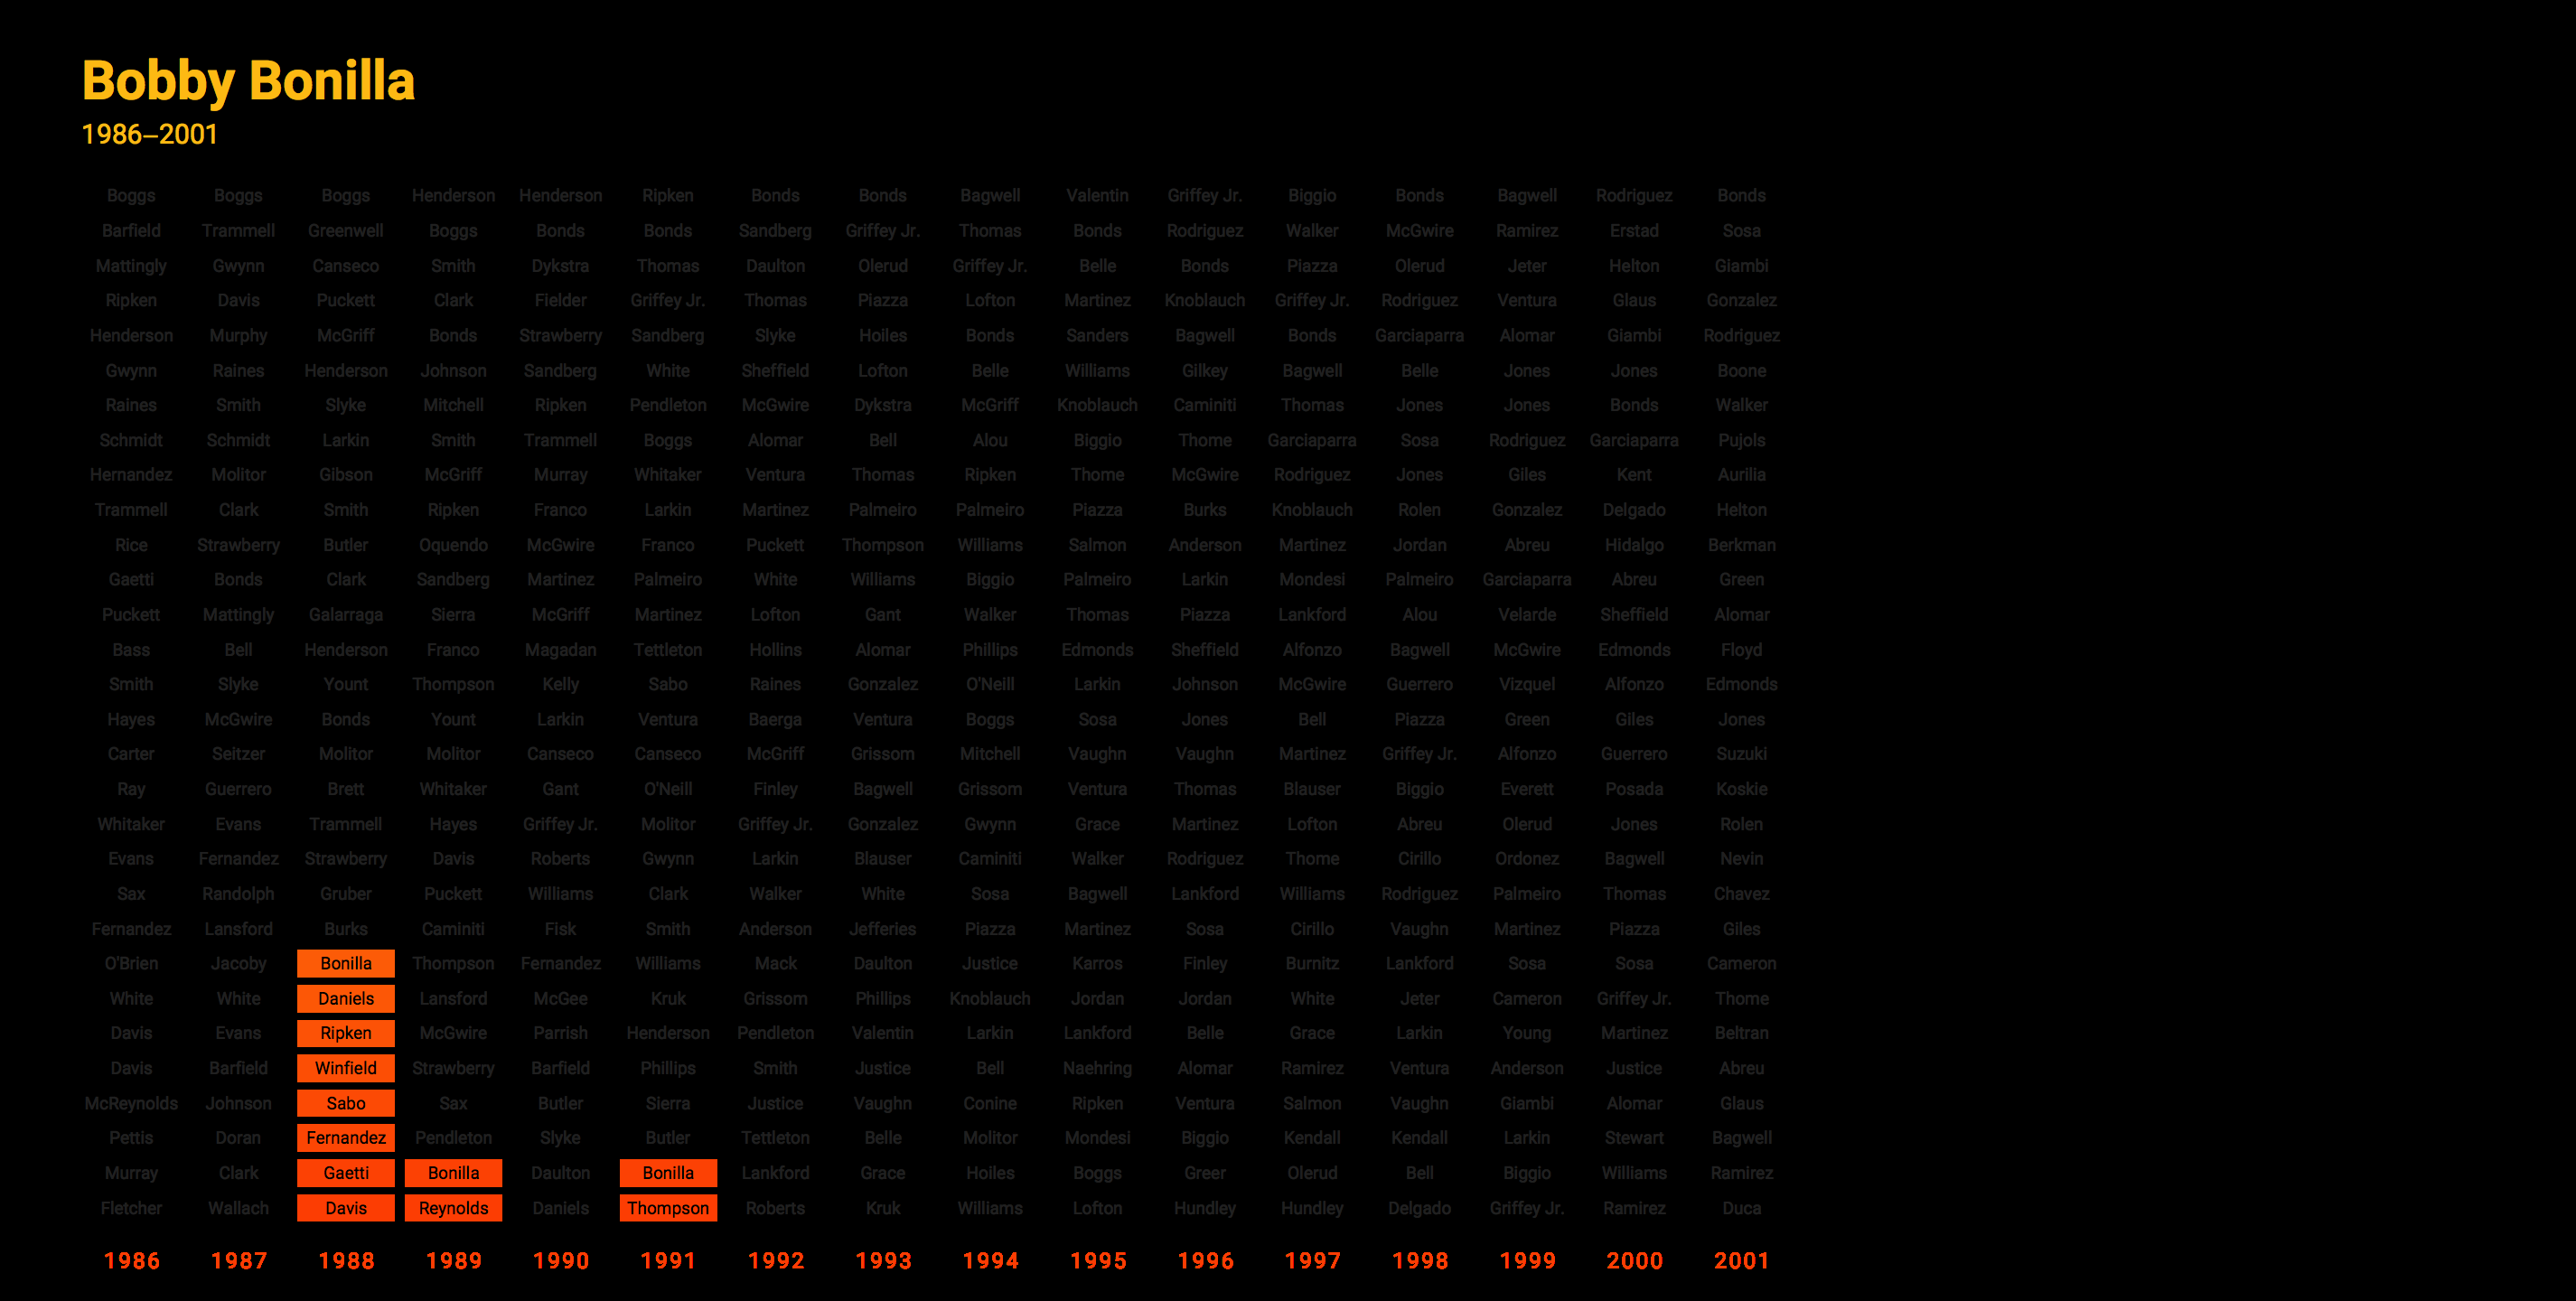 Bobby Bonilla
1986–2001
Boggs Boggs Boggs Henderson Henderson Ripken Bonds Bonds Bagwell Valentin Griffey Jr. Biggio Bonds Bagwell Rodriguez Bonds
Barfield Trammell Greenwell Boggs Bonds Bonds Sandberg Griffey Jr. Thomas Bonds Rodriguez Walker McGwire Ramirez Erstad Sosa
Mattingly Gwynn Canseco Smith Dykstra Thomas Daulton Olerud Griffey Jr. Belle Bonds Piazza Olerud Jeter Helton Giambi
Ripken Davis Puckett Clark Fielder Griffey Jr. Thomas Piazza Lofton Martinez Knoblauch Griffey Jr. Rodriguez Ventura Glaus Gonzalez
Henderson Murphy McGriff Bonds Strawberry Sandberg Slyke Hoiles Bonds Sanders Bagwell Bonds Garciaparra Alomar Giambi Rodriguez
Gwynn Raines Henderson Johnson Sandberg White Sheffield Lofton Belle Williams Gilkey Bagwell Belle Jones Jones Boone
Raines Smith Slyke Mitchell Ripken Pendleton McGwire Dykstra McGriff Knoblauch Caminiti Thomas Jones Jones Bonds Walker
Schmidt Schmidt Larkin Smith Trammell Boggs Alomar Bell Alou Biggio Thome Garciaparra Sosa Rodriguez Garciaparra Pujols
Hernandez Molitor Gibson McGriff Murray Whitaker Ventura Thomas Ripken Thome McGwire Rodriguez Jones Giles Kent Aurilia
Trammell Clark Smith Ripken Franco Larkin Martinez Palmeiro Palmeiro Piazza Burks Knoblauch Rolen Gonzalez Delgado Helton
Rice Strawberry Butler Oquendo McGwire Franco Puckett Thompson Williams Salmon Anderson Martinez Jordan Abreu Hidalgo Berkman
Gaetti Bonds Clark Sandberg Martinez Palmeiro White Williams Biggio Palmeiro Larkin Mondesi Palmeiro Garciaparra Abreu Green
Puckett Mattingly Galarraga Sierra McGriff Martinez Lofton Gant Walker Thomas Piazza Lankford Alou Velarde Sheffield Alomar
Bass Bell Henderson Franco Magadan Tettleton Hollins Alomar Phillips Edmonds Sheffield Alfonzo Bagwell McGwire Edmonds Floyd
Smith Slyke Yount Thompson Kelly Sabo Raines Gonzalez O'Neill Larkin Johnson McGwire Guerrero Vizquel Alfonzo Edmonds
Hayes McGwire Bonds Yount Larkin Ventura Baerga Ventura Boggs Sosa Jones Bell Piazza Green Giles Jones
Carter Seitzer Molitor Molitor Canseco Canseco McGriff Grissom Mitchell Vaughn Vaughn Martinez Griffey Jr. Alfonzo Guerrero Suzuki
Ray Guerrero Brett Whitaker Gant O'Neill Finley Bagwell Grissom Ventura Thomas Blauser Biggio Everett Posada Koskie
Whitaker Evans Trammell Hayes Griffey Jr. Molitor Griffey Jr. Gonzalez Gwynn Grace Martinez Lofton Abreu Olerud Jones Rolen
Evans Fernandez Strawberry Davis Roberts Gwynn Larkin Blauser Caminiti Walker Rodriguez Thome Cirillo Ordonez Bagwell Nevin
Sax Randolph Gruber Puckett Williams Clark Walker White Sosa Bagwell Lankford Williams Rodriguez Palmeiro Thomas Chavez
Fernandez Lansford Burks Caminiti Fisk Smith Anderson Jefferies Piazza Martinez Sosa Cirillo Vaughn Martinez Piazza Giles
O'Brien Jacoby Bonilla Thompson Fernandez Williams Mack Daulton Justice Karros Finley Burnitz Lankford Sosa Sosa Cameron
White White Daniels Lansford McGee Kruk Grissom Phillips Knoblauch Jordan Jordan White Jeter Cameron Griffey Jr. Thome
Davis Evans Ripken McGwire Parrish Henderson Pendleton Valentin Larkin Lankford Belle Grace Larkin Young Martinez Beltran
Davis Barfield Winfield Strawberry Barfield Phillips Smith Justice Bell Naehring Alomar Ramirez Ventura Anderson Justice Abreu
McReynolds Johnson Sabo Sax Butler Sierra Justice Vaughn Conine Ripken Ventura Salmon Vaughn Giambi Alomar Glaus
Pettis Doran Fernandez Pendleton Slyke Butler Tettleton Belle Molitor Mondesi Biggio Kendall Kendall Larkin Stewart Bagwell
Murray Clark Gaetti Bonilla Daulton Bonilla Lankford Grace Hoiles Boggs Greer Olerud Bell Biggio Williams Ramirez
Fletcher Wallach Davis Reynolds Daniels Thompson Roberts Kruk Williams Lofton Hundley Hundley Delgado Griffey Jr. Ramirez Duca
1986 1987 1988 1989 1990 1991 1992 1993 1994 1995 1996 1997 1998 1999 2000 2001